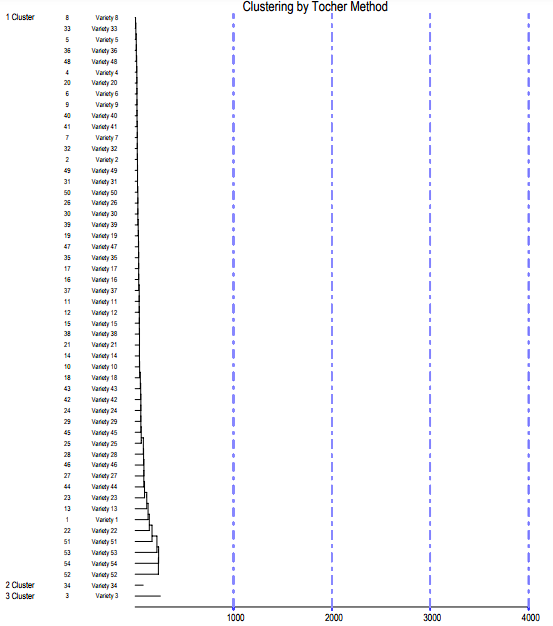 Clustering by Tocher Method
1 Cluster 8 Variety 8
33 Variety 33
5 Variety 5
36 Variety 36
48 Variety 48
4 Variety 4
20 Variety 20
6 Variety 6
9 Variety 9
40 Variety 40
41 Variety 41
7 Variety 7
32 Variety 32
2 Variety 2
49 Variety 49
31 Variety 31
50 Variety 50
26 Variety 26
30 Variety 30
39 Variety 39
19 Variety 19
47 Variety 47
35 Variety 35
17 Variety 17
16 Variety 16
37 Variety 37
11 Variety 11
12 Variety 12
15 Variety 15
38 Variety 38
21 Variety 21
14 Variety 14
10 Variety 10
18 Variety 18
43 Variety 43
42 Variety 42
24 Variety 24
29 Variety 29
45 Variety 45
25 Variety 25
28 Variety 28
46 Variety 46
27 Variety 27
44 Variety 44
23 Variety 23
13 Variety 13
1 Variety 1
22 Variety 22
51 Variety 51
53 Variety 53
54 Variety 54
52 Variety 52
2 Cluster 34 Variety 34
3 Cluster 3 Variety 3
1000 2000 3000 4000